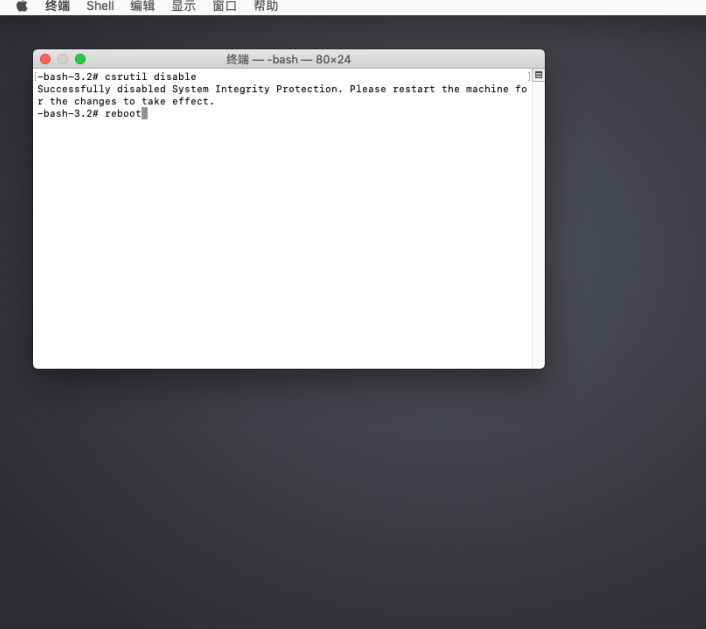 终端 Shell 编辑 显示 窗口 帮助
终端 — -bash — 80×24
[-bash-3.2# csrutil disable ]
Successfully disabled System Integrity Protection. Please restart the machine fo
r the changes to take effect.
-bash-3.2# reboot